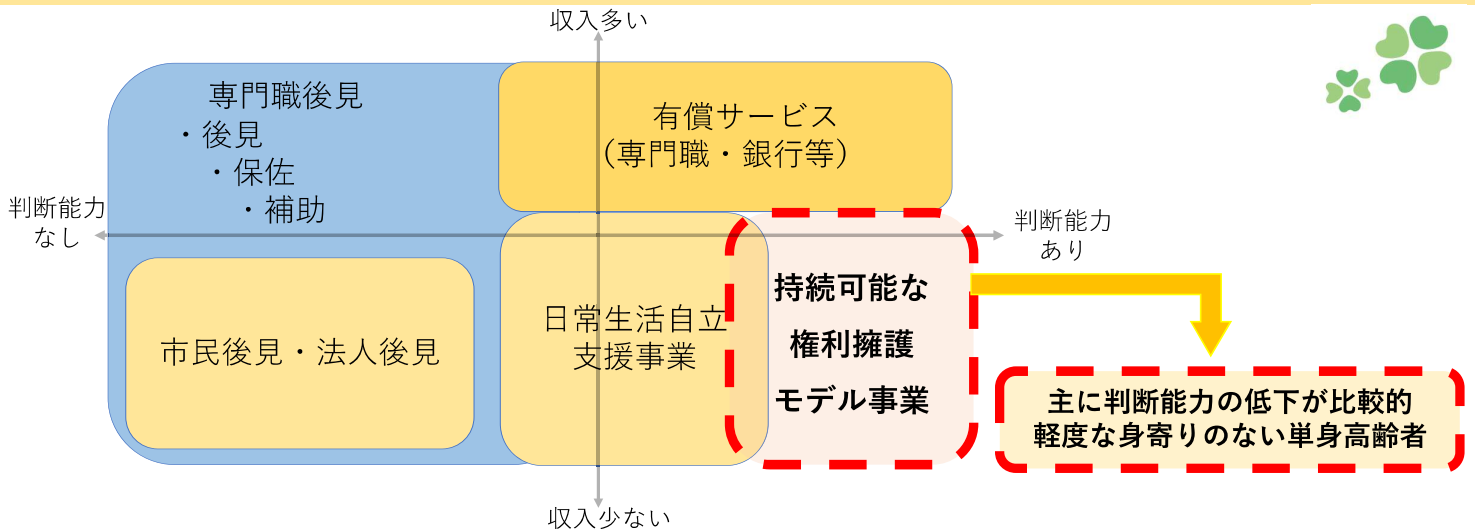 収入多い
専門職後見
・後見
・保佐
・補助
有償サービス
(専門職・銀行等)
判断能力
なし
判断能力
あり
市民後見・法人後見
日常生活自立
支援事業
持続可能な
権利擁護
モデル事業
主に判断能力の低下が比較的
軽度な身寄りのない単身高齢者
収入少ない